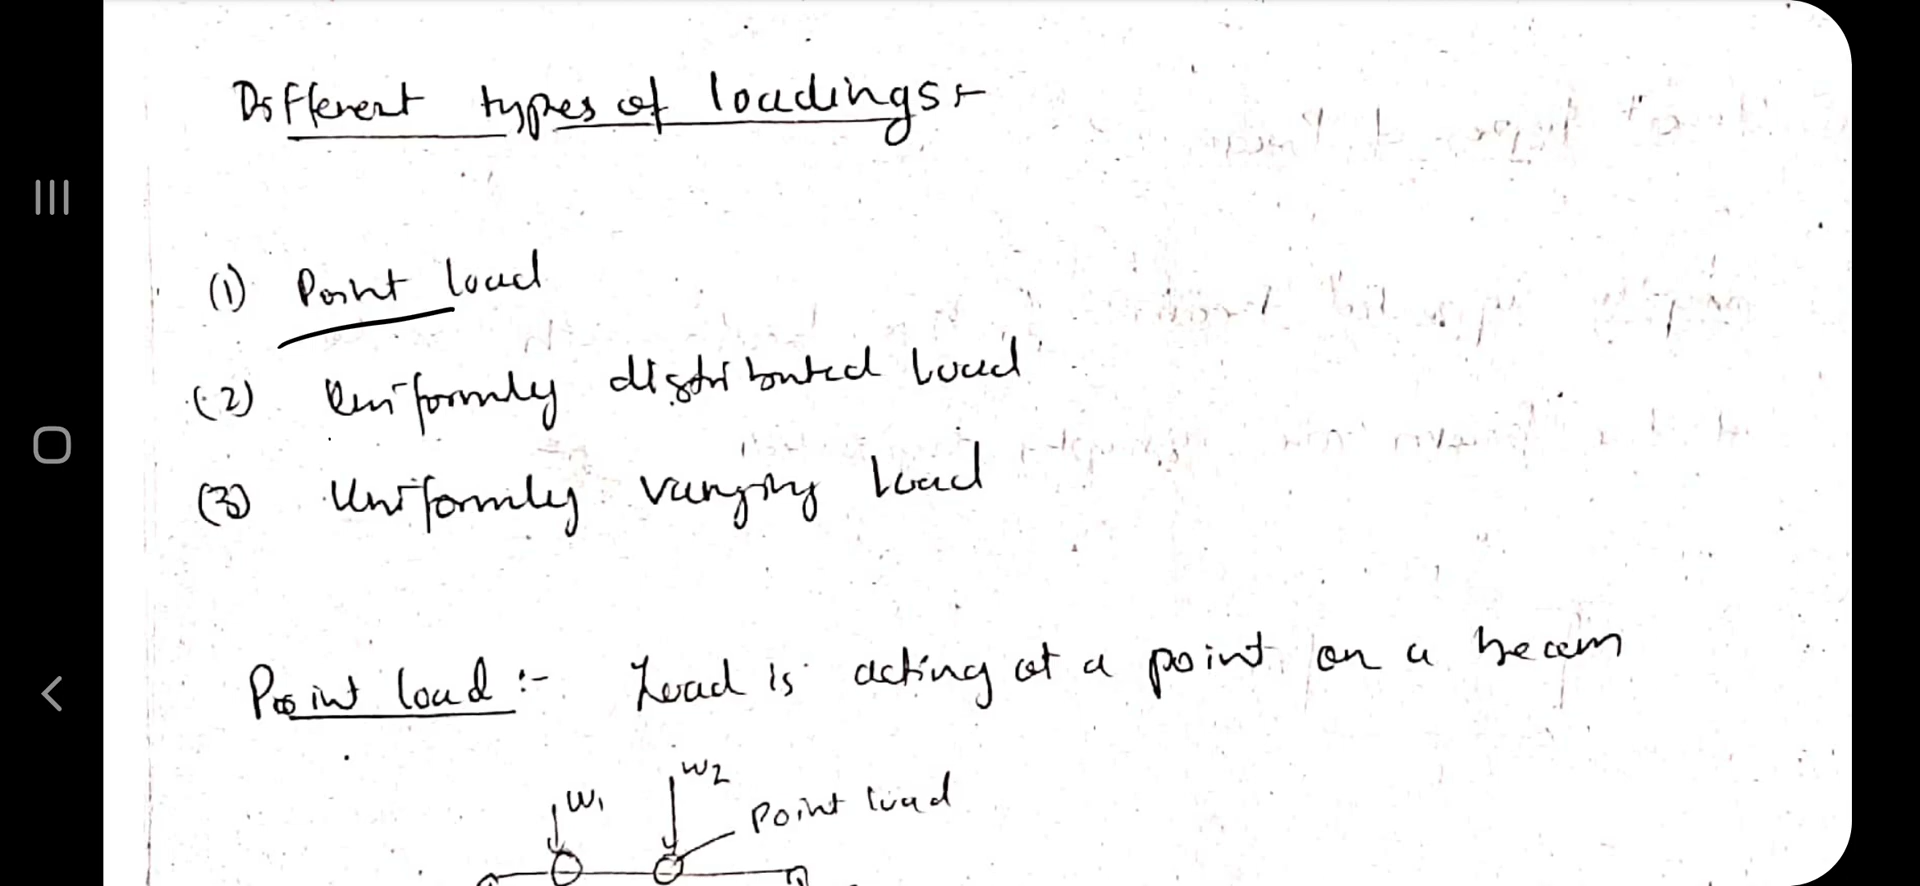 Different types of loadings:-
(1) Point load
(2) Uniformly distributed load
(3) Uniformly varying load
Point load :- Load is acting at a point on a beam
W1
W2
Point load